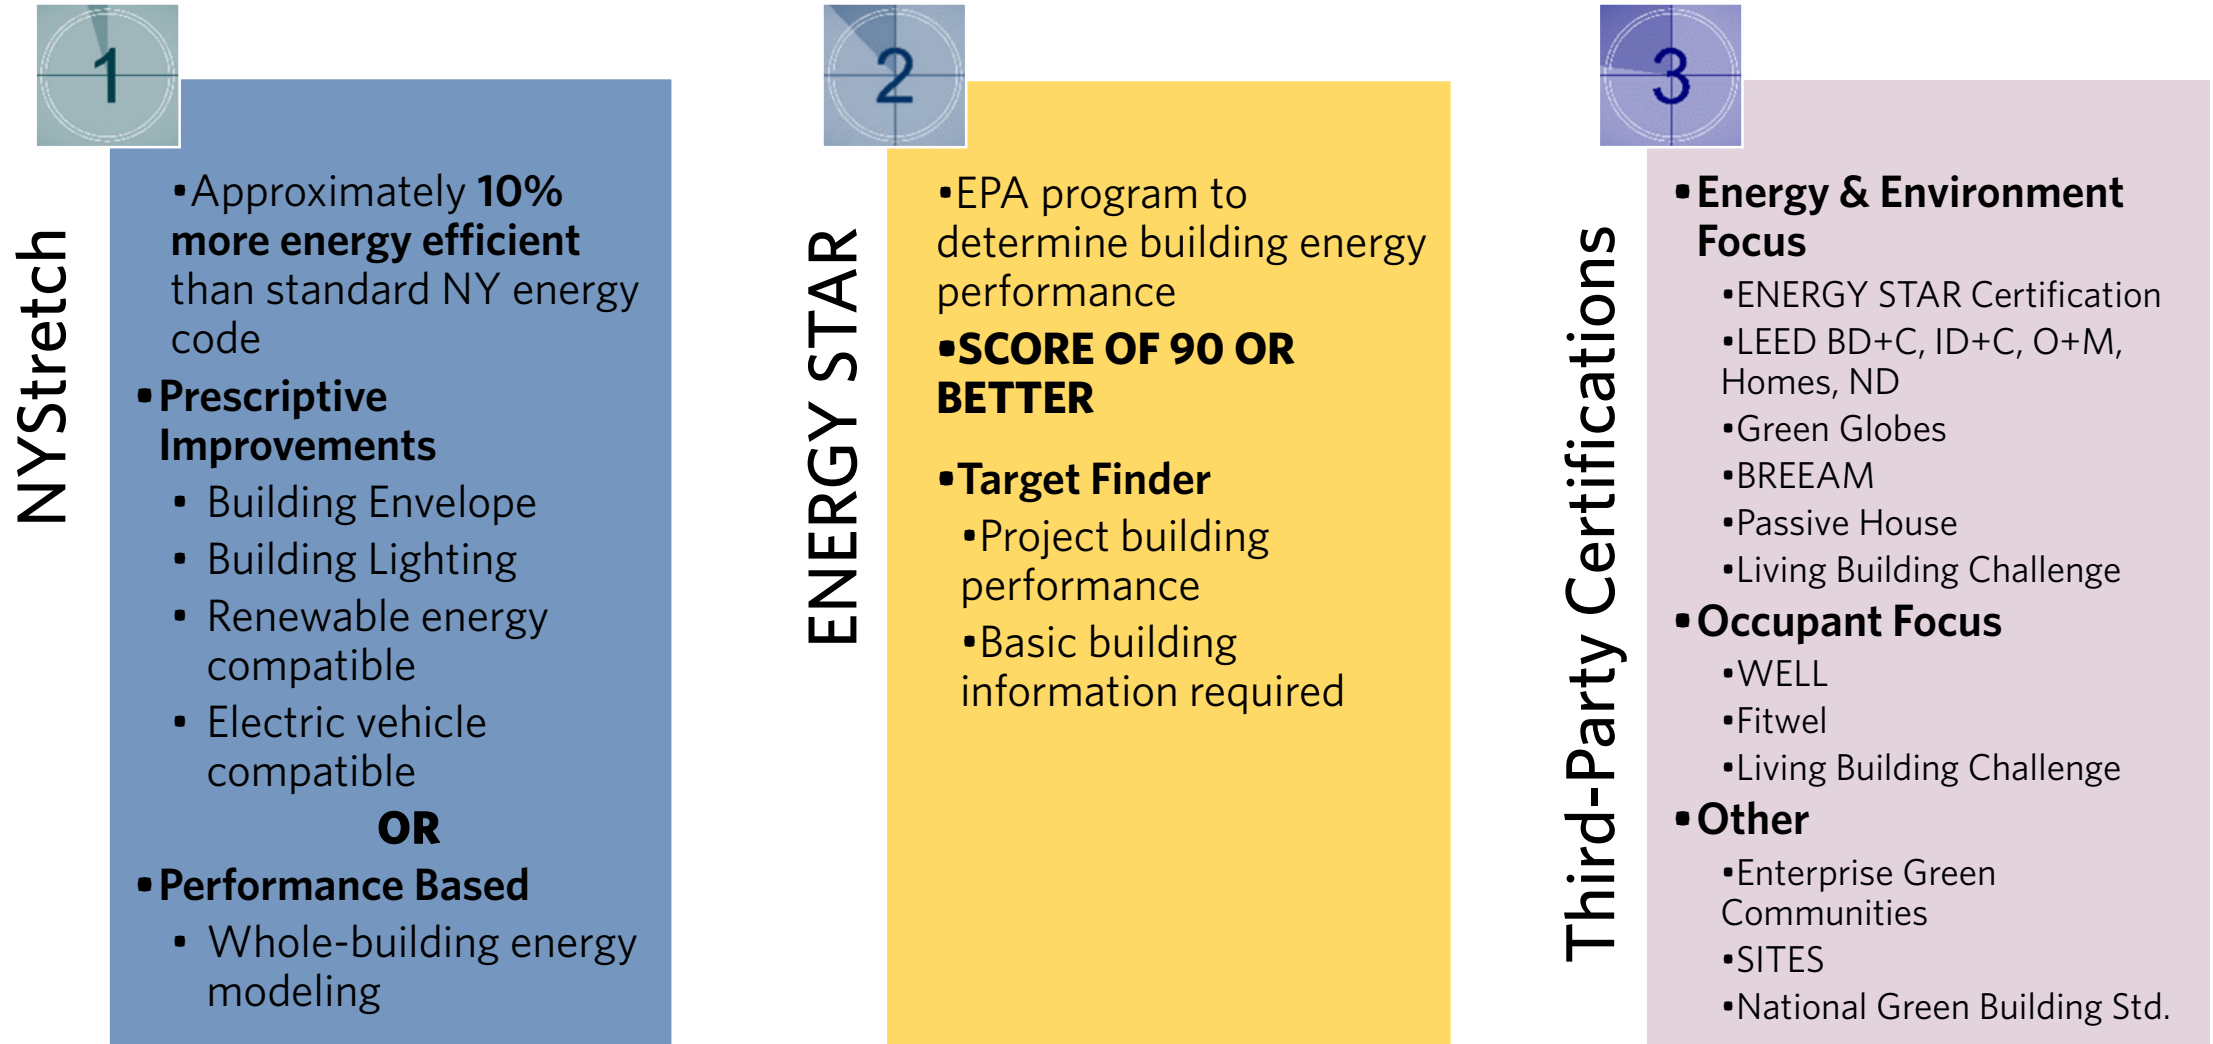 1
NYStretch
▪Approximately 10%
more energy efficient
than standard NY energy
code
▪Prescriptive
Improvements
▪ Building Envelope
▪ Building Lighting
▪ Renewable energy
compatible
▪ Electric vehicle
compatible
OR
▪Performance Based
▪ Whole-building energy
modeling
2
ENERGY STAR
▪EPA program to
determine building energy
performance
▪SCORE OF 90 OR
BETTER
▪Target Finder
▪Project building
performance
▪Basic building
information required
3
Third-Party Certifications
▪Energy & Environment
Focus
▪ENERGY STAR Certification
▪LEED BD+C, ID+C, O+M,
Homes, ND
▪Green Globes
▪BREEAM
▪Passive House
▪Living Building Challenge
▪Occupant Focus
▪WELL
▪Fitwel
▪Living Building Challenge
▪Other
▪Enterprise Green
Communities
▪SITES
▪National Green Building Std.